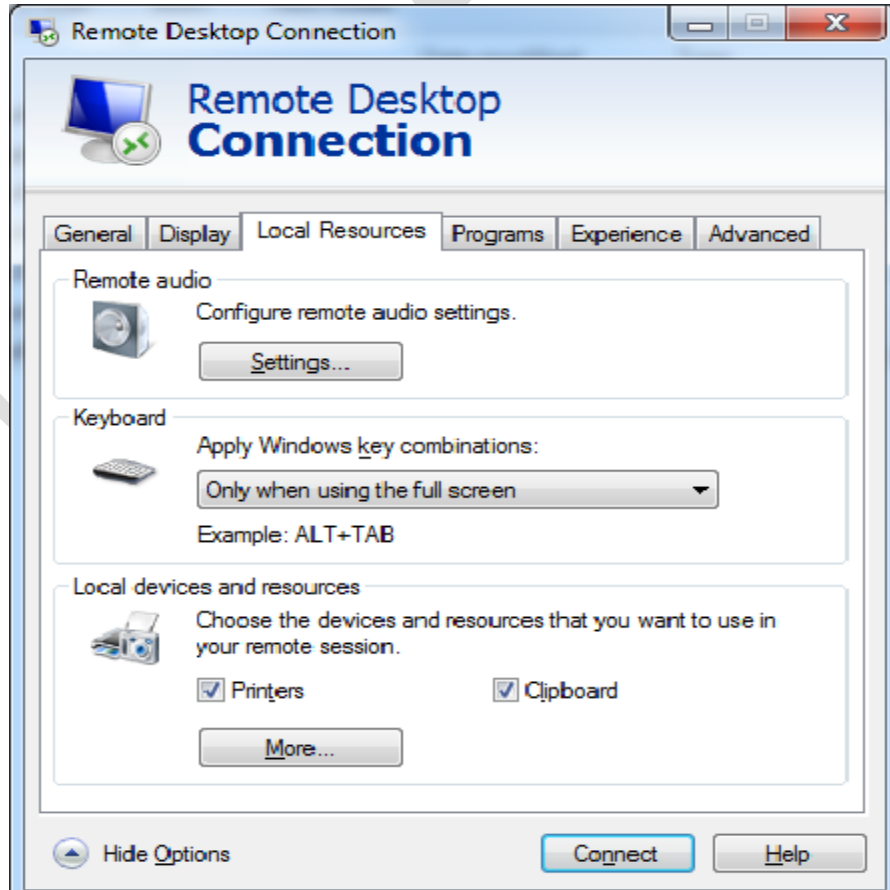 Remote Desktop Connection
Remote Desktop
Connection
General Display Local Resources Programs Experience Advanced
Remote audio
Configure remote audio settings.
Settings...
Keyboard
Apply Windows key combinations:
Only when using the full screen
Example: ALT+TAB
Local devices and resources
Choose the devices and resources that you want to use in
your remote session.
Printers Clipboard
More...
Hide Options Connect Help